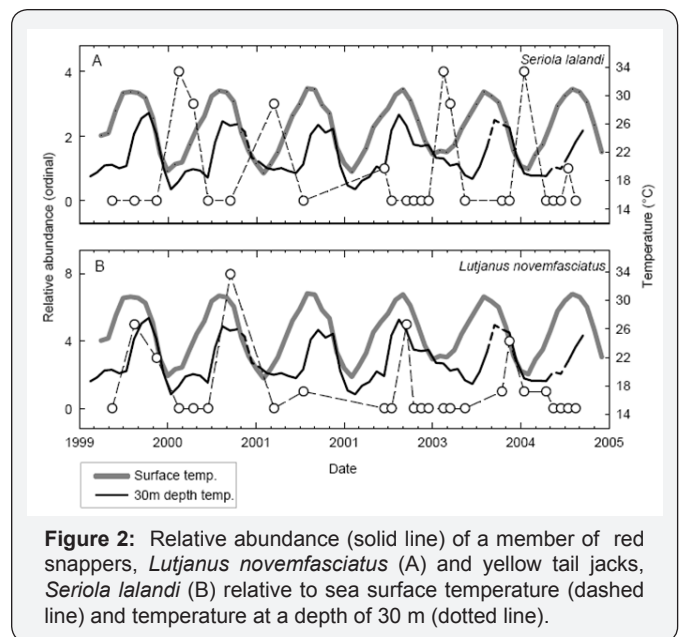 A
Seriola lalandi
4
2
0
34
30
26
22
18
14
B
Lutjanus novemfasciatus
8
4
0
34
30
26
22
18
14
Relative abundance (ordinal)
Temperature (°C)
1999
2000
2001
2001
2003
2004
2005
Date
Surface temp.
30m depth temp.
Figure 2: Relative abundance (solid line) of a member of red
snappers, Lutjanus novemfasciatus (A) and yellow tail jacks,
Seriola lalandi (B) relative to sea surface temperature (dashed
line) and temperature at a depth of 30 m (dotted line).